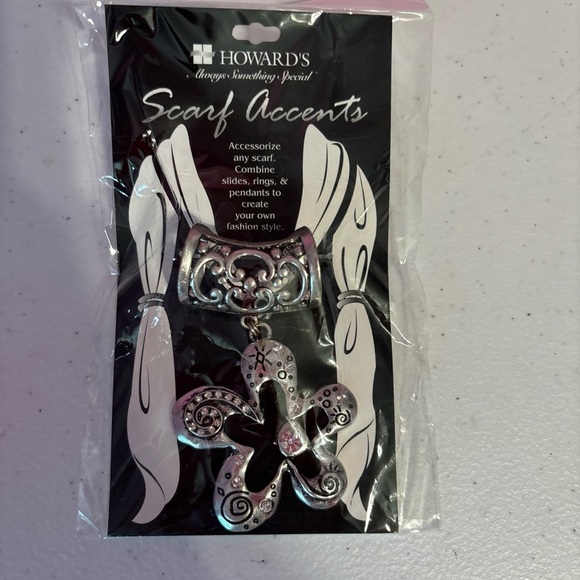 HOWARD'S
Always Something Special
Scarf Accents
Accessorize
any scarf.
Combine
slides, rings, &
pendants to
create
your own
fashion style.